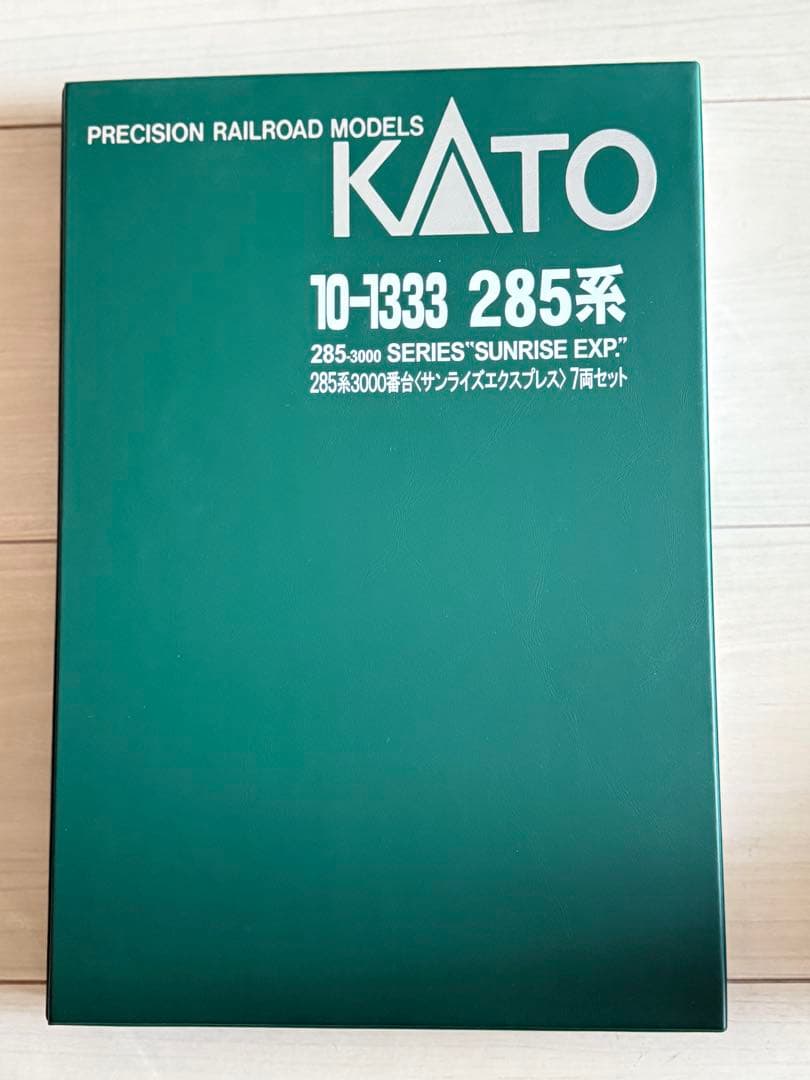 PRECISION RAILROAD MODELS
KATO
10-1333 285系
285-3000 SERIES "SUNRISE EXP."
285系3000番台〈サンライズエクスプレス〉7両セット